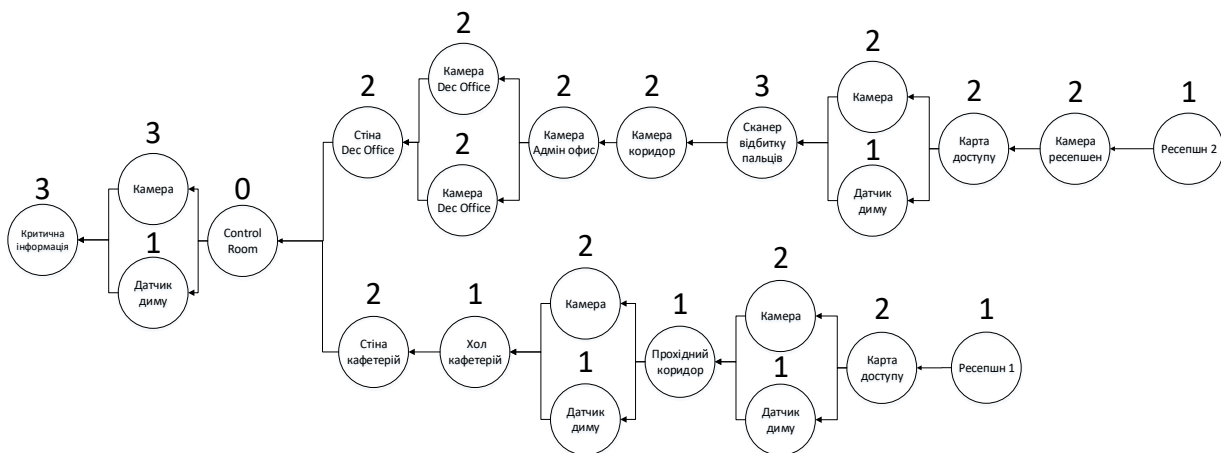 3
Критична
інформація
3
Камера
1
Датчик
диму
0
Control
Room
2
Стіна
Dec Office
2
Камера
Dec Office
2
Камера
Dec Office
2
Камера
Адмін офис
2
Камера
коридор
3
Сканер
відбитку
пальців
2
Камера
1
Датчик
диму
2
Карта
доступу
2
Камера
ресепшен
1
Ресепшн 2
2
Стіна
кафетерій
1
Хол
кафетерій
2
Камера
1
Датчик
диму
1
Прохідний
коридор
2
Камера
1
Датчик
диму
2
Карта
доступу
1
Ресепшн 1